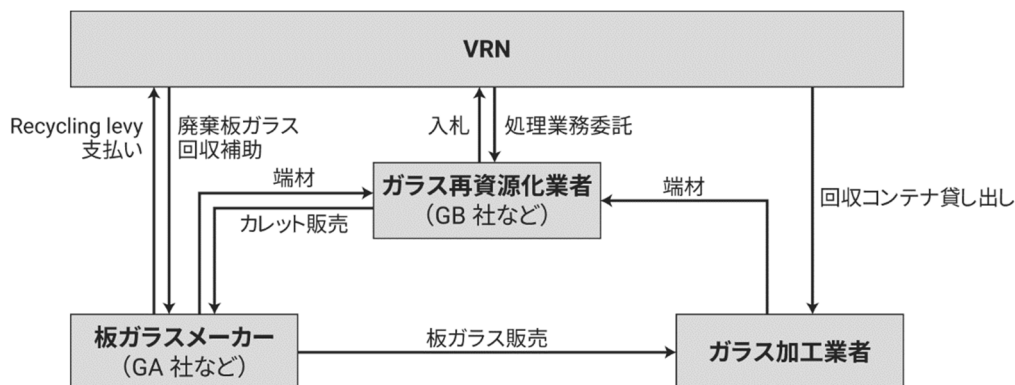 VRN
Recycling levy
支払い
廃棄板ガラス
回収補助
入札
処理業務委託
端材
カレット販売
ガラス再資源化業者
（GB 社など）
端材
回収コンテナ貸し出し
板ガラスメーカー
（GA 社など）
板ガラス販売
ガラス加工業者